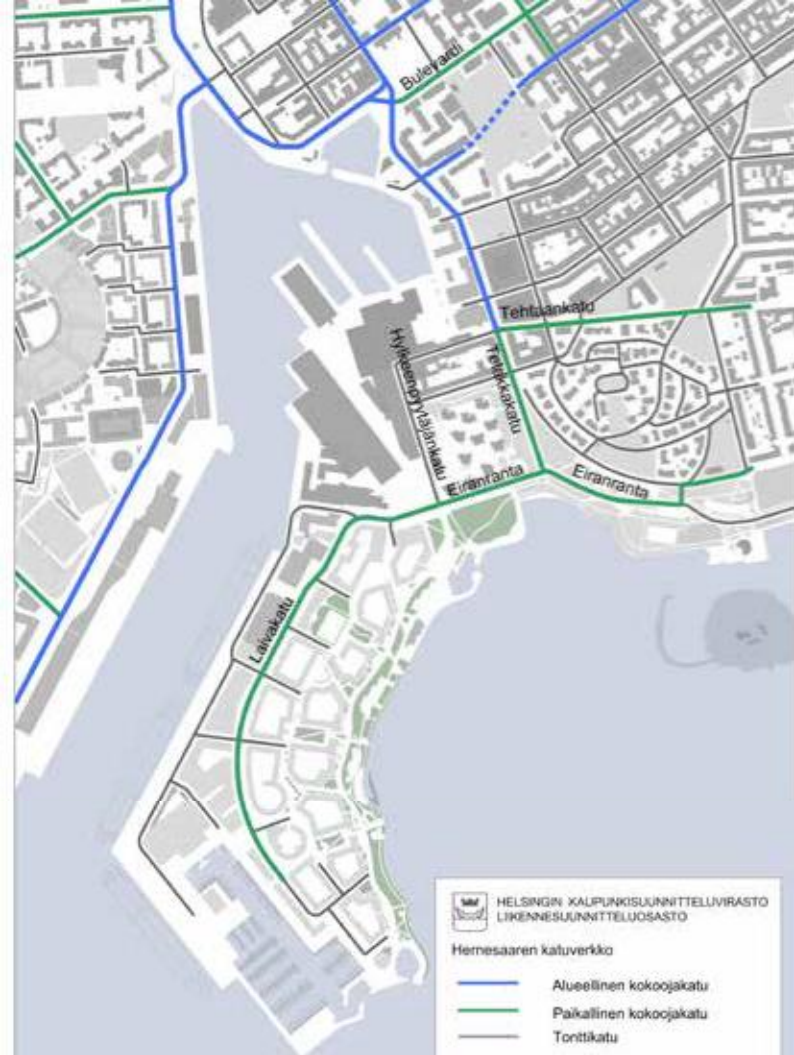 Bulevardi
Tehtaankatu
Telakkakatu
Hylkeenpyytäjänkatu
Eiranranta
Eiranranta
Laivakatu
HELSINGIN KAUPUNKISUUNNITTELUVIRASTO
LIIKENNESUUNNITTELUOSASTO
Hernesaaren katuverkko
Alueellinen kokoojakatu
Paikallinen kokoojakatu
Tonttikatu